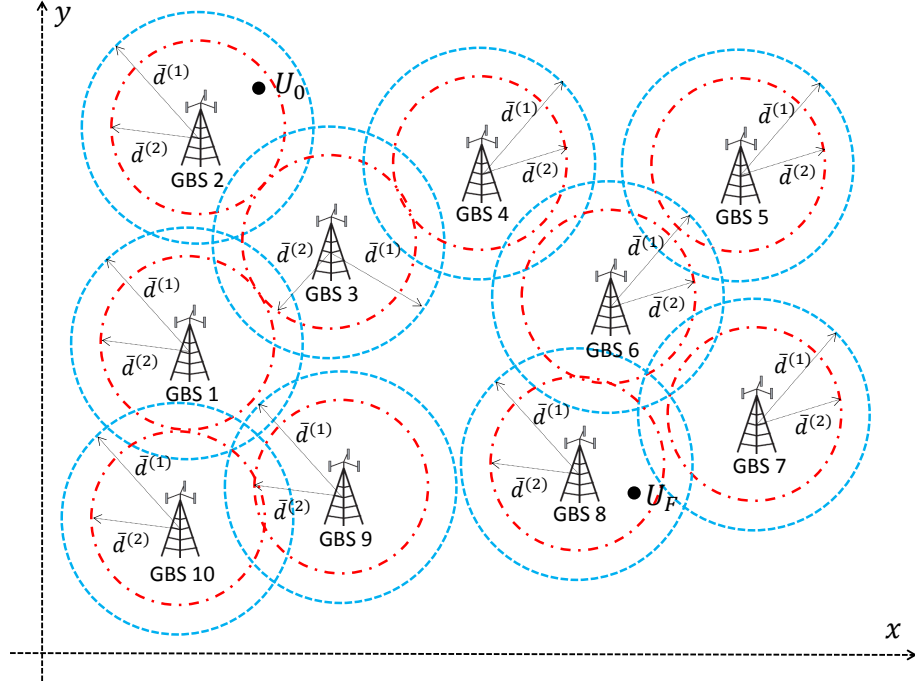 y
d̄⁽¹⁾
U₀
d̄⁽²⁾
GBS 2
d̄⁽¹⁾
d̄⁽²⁾
GBS 4
d̄⁽¹⁾
d̄⁽²⁾
GBS 5
d̄⁽²⁾
d̄⁽¹⁾
GBS 3
d̄⁽¹⁾
d̄⁽²⁾
GBS 6
d̄⁽¹⁾
d̄⁽²⁾
GBS 1
d̄⁽¹⁾
d̄⁽²⁾
GBS 7
d̄⁽¹⁾
d̄⁽²⁾
GBS 8
U_F
d̄⁽¹⁾
d̄⁽²⁾
GBS 9
d̄⁽¹⁾
d̄⁽²⁾
GBS 10
x